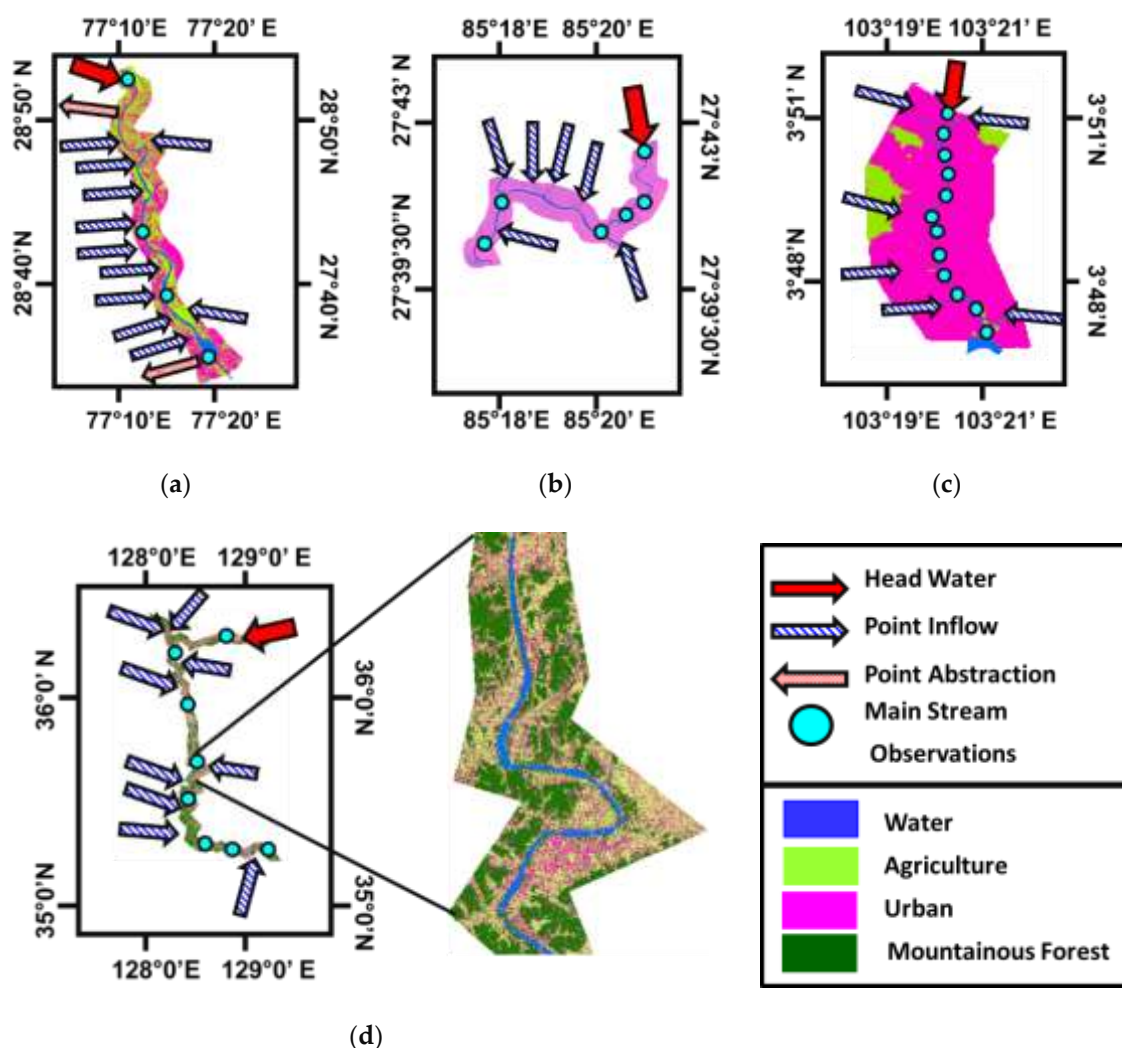 77°10’E 77°20’ E
28°50’ N
28°40’ N
28°50’N
27°40’N
77°10’E 77°20’ E
(a)
85°18’E 85°20’ E
27°43’N
27°39’30’’N
27°43’N
27°39’30’’N
85°18’E 85°20’ E
(b)
103°19’E 103°21’ E
3°51’ N
3°48’N
3°51’N
3°48’N
103°19’E 103°21’ E
(c)
128°0’E 129°0’ E
36°0’N
35°0’N
36°0’N
35°0’N
128°0’E 129°0’ E
(d)
Head Water
Point Inflow
Point Abstraction
Main Stream
Observations
Water
Agriculture
Urban
Mountainous Forest